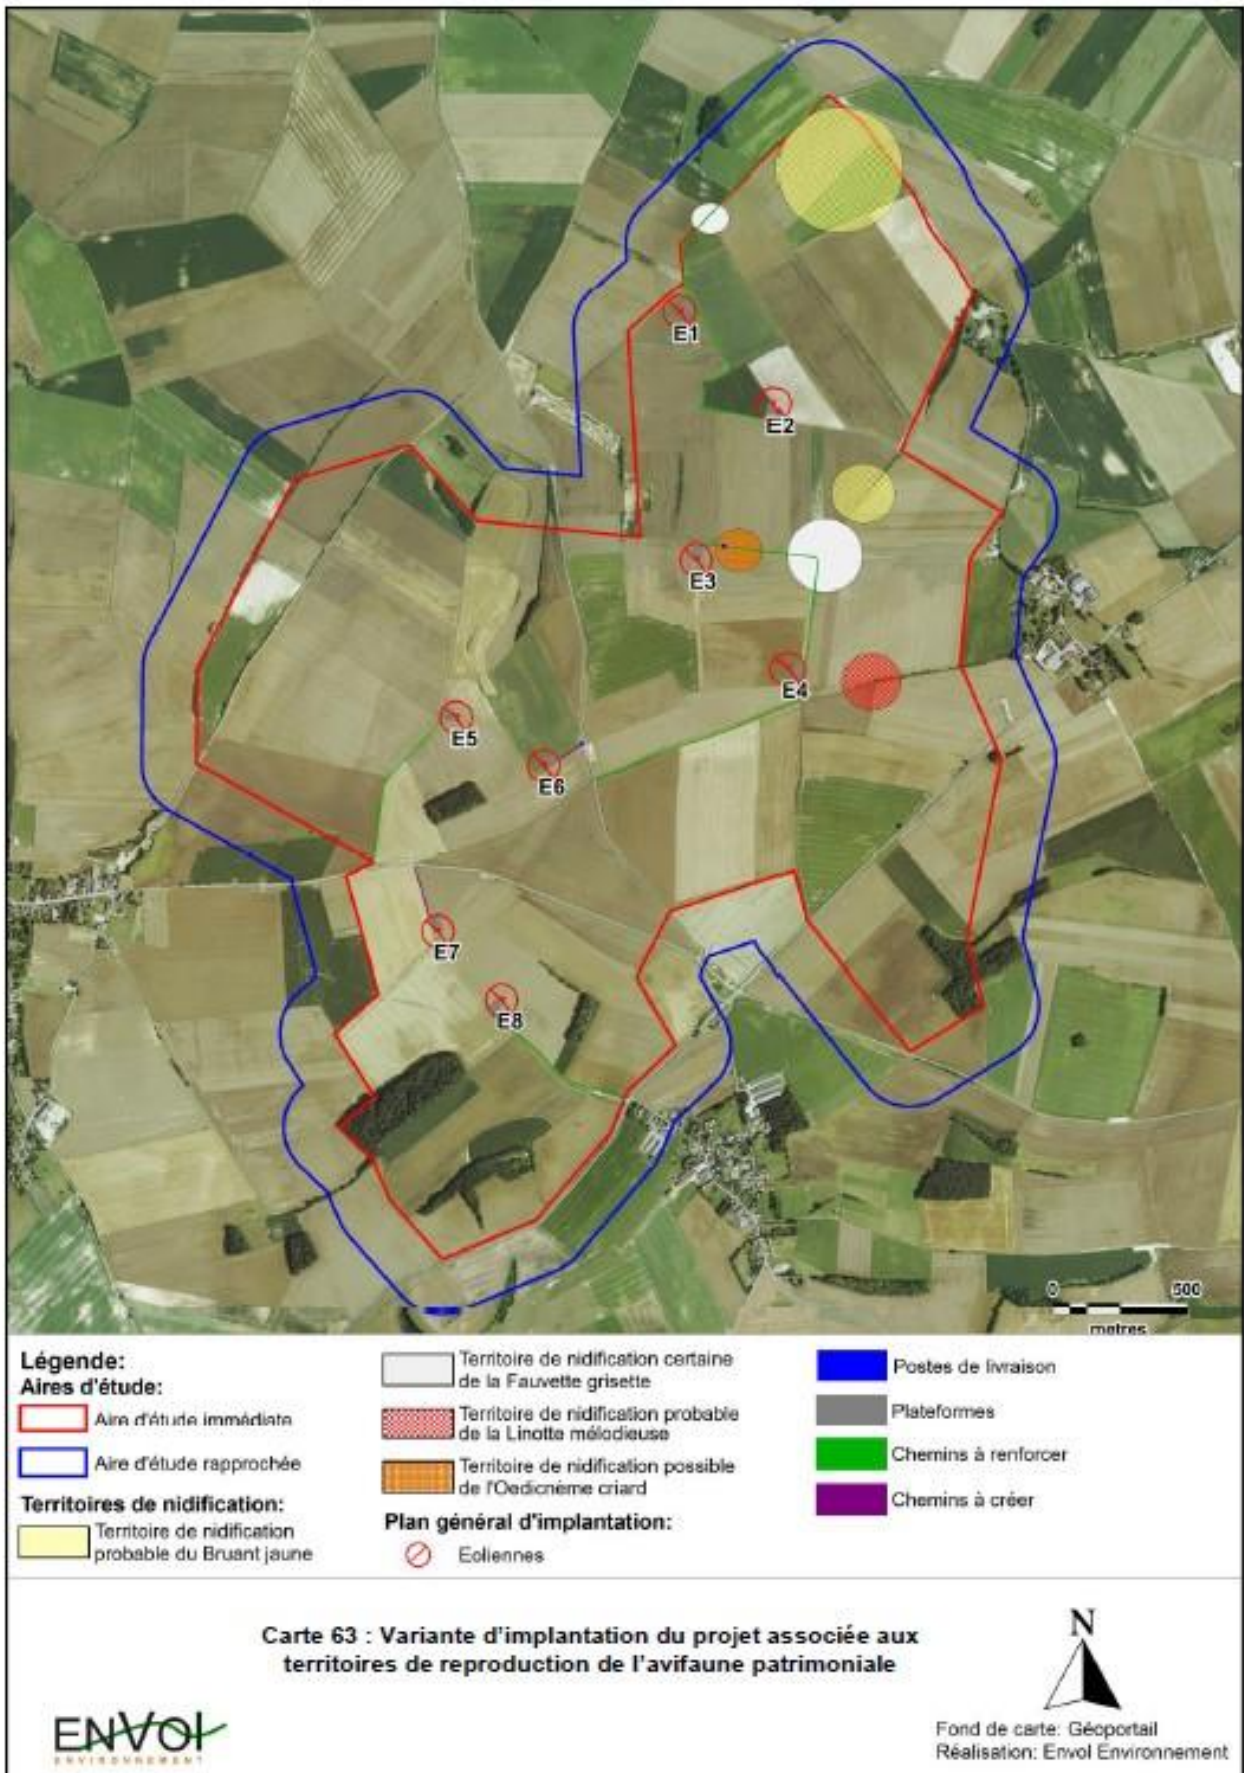 E1
E2
E3
E4
E5
E6
E7
E8
0 500
metres
Légende:
Aires d'étude:
Aire d'étude immédiate
Aire d'étude rapprochée
Territoires de nidification:
Territoire de nidification
probable du Bruant jaune
Territoire de nidification certaine
de la Fauvette grisette
Territoire de nidification probable
de la Linotte mélodieuse
Territoire de nidification possible
de l'Oedicnème criard
Plan général d'implantation:
Eoliennes
Postes de livraison
Plateformes
Chemins à renforcer
Chemins à créer
Carte 63 : Variante d'implantation du projet associée aux
territoires de reproduction de l'avifaune patrimoniale
N
ENVOI
ENVIRONNEMENT
Fond de carte: Géoportail
Réalisation: Envol Environnement